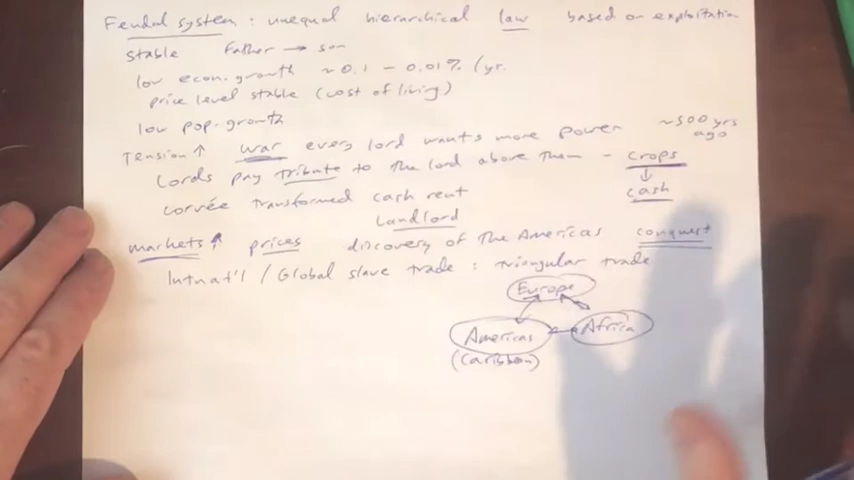 Feudal system : unequal hierarchical law based on exploitation
stable Father → son
low econ. growth ~ 0.1 - 0.01% /yr.
price level stable (cost of living)
low pop. growth
Tension ↑ war every lord wants more power ~500 yrs ago
Lords pay tribute to the lord above them - crops
↓
corvée transformed cash rent cash
Landlord
markets ↑ prices discovery of the Americas conquest
Intnat'l / Global slave trade : triangular trade
Europe
Americas Africa
(Caribbean)